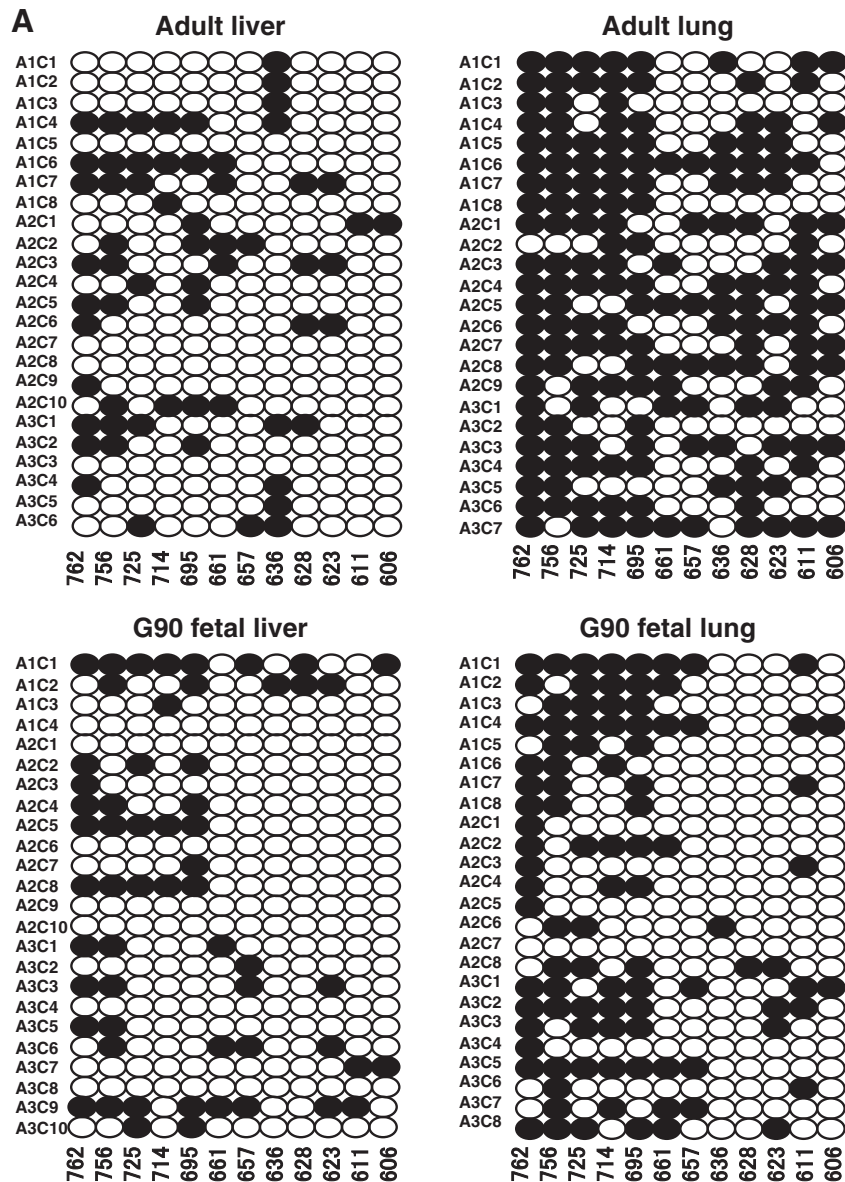 A
Adult liver
A1C1
A1C2
A1C3
A1C4
A1C5
A1C6
A1C7
A1C8
A2C1
A2C2
A2C3
A2C4
A2C5
A2C6
A2C7
A2C8
A2C9
A2C10
A3C1
A3C2
A3C3
A3C4
A3C5
A3C6
762 756 725 714 695 661 657 636 628 623 611 606
Adult lung
A1C1
A1C2
A1C3
A1C4
A1C5
A1C6
A1C7
A1C8
A2C1
A2C2
A2C3
A2C4
A2C5
A2C6
A2C7
A2C8
A2C9
A3C1
A3C2
A3C3
A3C4
A3C5
A3C6
A3C7
762 756 725 714 695 661 657 636 628 623 611 606
G90 fetal liver
A1C1
A1C2
A1C3
A1C4
A2C1
A2C2
A2C3
A2C4
A2C5
A2C6
A2C7
A2C8
A2C9
A2C10
A3C1
A3C2
A3C3
A3C4
A3C5
A3C6
A3C7
A3C8
A3C9
A3C10
762 756 725 714 695 661 657 636 628 623 611 606
G90 fetal lung
A1C1
A1C2
A1C3
A1C4
A1C5
A1C6
A1C7
A1C8
A2C1
A2C2
A2C3
A2C4
A2C5
A2C6
A2C7
A2C8
A3C1
A3C2
A3C3
A3C4
A3C5
A3C6
A3C7
A3C8
762 756 725 714 695 661 657 636 628 623 611 606